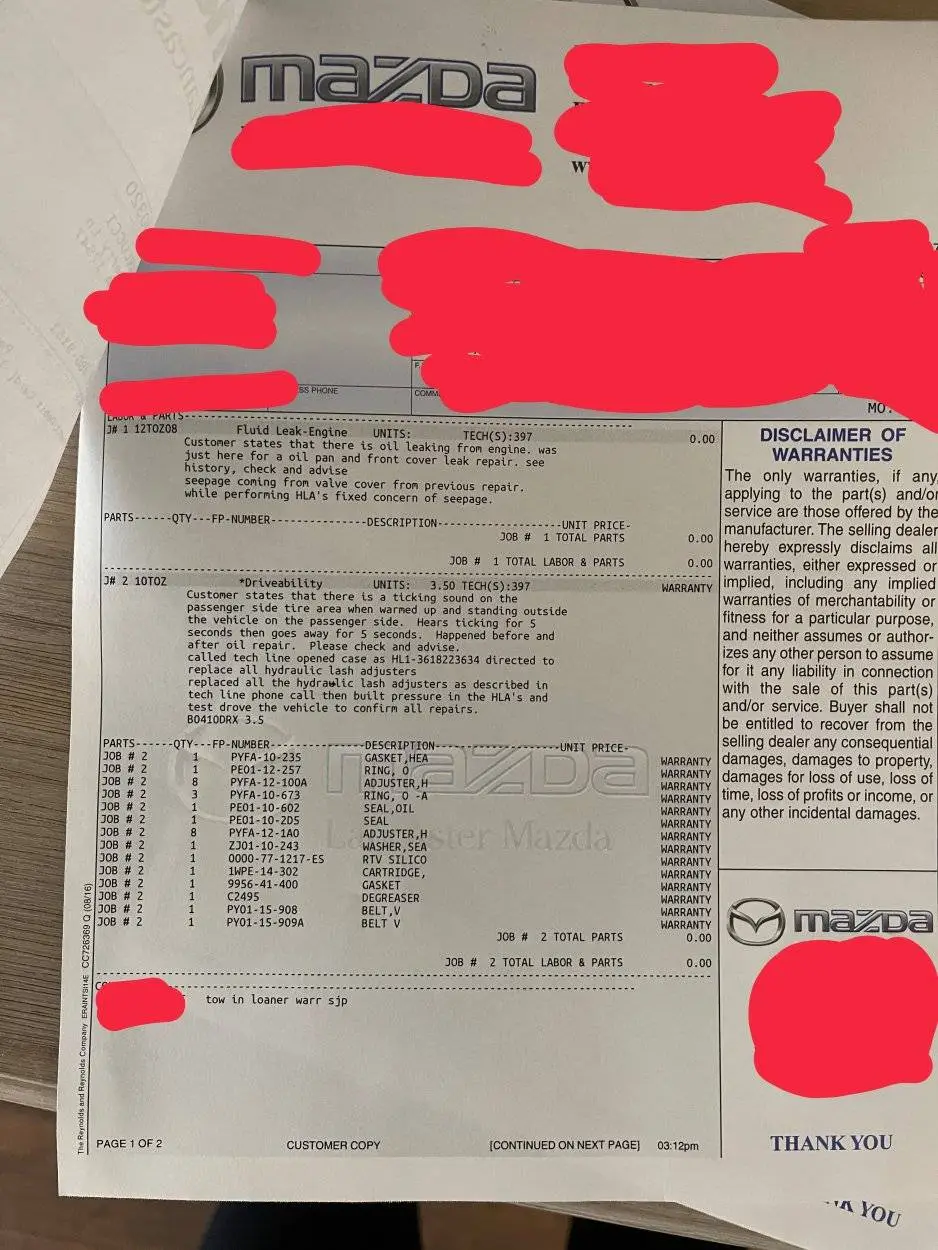 mazda
SS PHONE
COMM
MO.
LABOR & PARTS
J# 1 12TOZ08 Fluid Leak-Engine UNITS: TECH(S):397 0.00
Customer states that there is oil leaking from engine. was
just here for a oil pan and front cover leak repair. see
history, check and advise
seepage coming from valve cover from previous repair.
while performing HLA's fixed concern of seepage.
PARTS------QTY---FP-NUMBER---------------DESCRIPTION--------------------UNIT PRICE-
JOB # 1 TOTAL PARTS 0.00
JOB # 1 TOTAL LABOR & PARTS 0.00
J# 2 10TOZ *Driveability UNITS: 3.50 TECH(S):397 WARRANTY
Customer states that there is a ticking sound on the
passenger side tire area when warmed up and standing outside
the vehicle on the passenger side. Hears ticking for 5
seconds then goes away for 5 seconds. Happened before and
after oil repair. Please check and advise.
called tech line opened case as HL1-3618223634 directed to
replace all hydraulic lash adjusters
replaced all the hydraulic lash adjusters as described in
tech line phone call then built pressure in the HLA's and
test drove the vehicle to confirm all repairs.
B0410DRX 3.5
PARTS------QTY---FP-NUMBER---------------DESCRIPTION--------------------UNIT PRICE-
JOB # 2 1 PYFA-10-235 GASKET,HEA WARRANTY
JOB # 2 1 PE01-12-257 RING, O WARRANTY
JOB # 2 8 PYFA-12-100A ADJUSTER,H WARRANTY
JOB # 2 3 PYFA-10-673 RING, O -A WARRANTY
JOB # 2 1 PE01-10-602 SEAL,OIL WARRANTY
JOB # 2 1 PE01-10-2D5 SEAL WARRANTY
JOB # 2 8 PYFA-12-1A0 ADJUSTER,H WARRANTY
JOB # 2 1 ZJ01-10-243 WASHER,SEA WARRANTY
JOB # 2 1 0000-77-1217-ES RTV SILICO WARRANTY
JOB # 2 1 1WPE-14-302 CARTRIDGE, WARRANTY
JOB # 2 1 9956-41-400 GASKET WARRANTY
JOB # 2 1 C2495 DEGREASER WARRANTY
JOB # 2 1 PY01-15-908 BELT,V WARRANTY
JOB # 2 1 PY01-15-909A BELT V WARRANTY
JOB # 2 TOTAL PARTS 0.00
JOB # 2 TOTAL LABOR & PARTS 0.00
tow in loaner warr sjp
mazda
Mazda
PAGE 1 OF 2 CUSTOMER COPY [CONTINUED ON NEXT PAGE] 03:12pm
The Reynolds and Reynolds Company ERAINTSI14E CC726369 Q (08/16)
DISCLAIMER OF
WARRANTIES
The only warranties, if any,
applying to the part(s) and/or
service are those offered by the
manufacturer. The selling dealer
hereby expressly disclaims all
warranties, either expressed or
implied, including any implied
warranties of merchantability or
fitness for a particular purpose,
and neither assumes or author-
izes any other person to assume
for it any liability in connection
with the sale of this part(s)
and/or service. Buyer shall not
be entitled to recover from the
selling dealer any consequential
damages, damages to property,
damages for loss of use, loss of
time, loss of profits or income, or
any other incidental damages.
mazda
THANK YOU
YOU